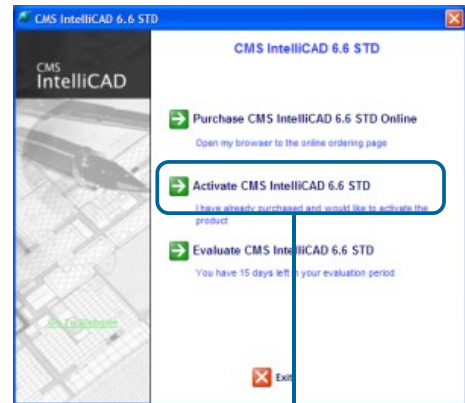 CMS IntelliCAD 6.6 STD
CMS IntelliCAD 6.6 STD
CMS
IntelliCAD
Purchase CMS IntelliCAD 6.6 STD Online
Open my browser to the online ordering page
Activate CMS IntelliCAD 6.6 STD
I have already purchased and would like to activate the
product
Evaluate CMS IntelliCAD 6.6 STD
You have 15 days left in your evaluation period
Go To Website
Exit